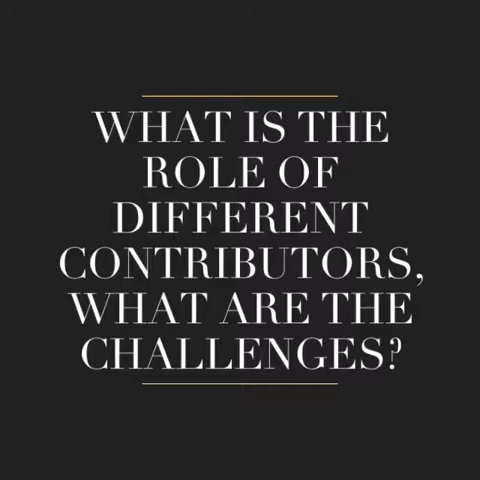 WHAT IS THE
ROLE OF
DIFFERENT
CONTRIBUTORS,
WHAT ARE THE
CHALLENGES?